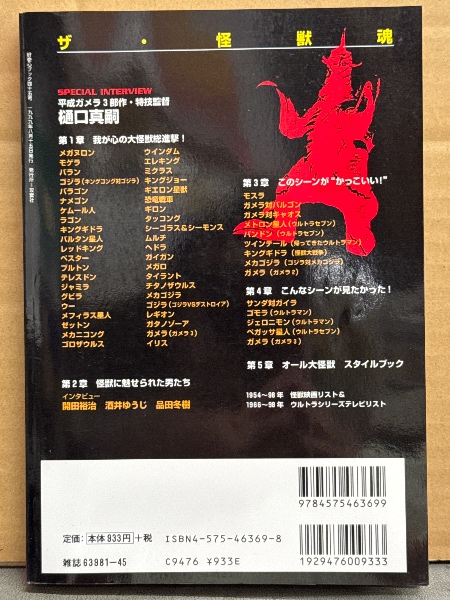 ザ・怪獣魂
SPECIAL INTERVIEW
平成ガメラ3部作・特技監督
樋口真嗣
第1章 我が心の大怪獣総進撃！
メガヌロン
モゲラ
バラン
ゴジラ（キングコング対ゴジラ）
バラゴン
ナメゴン
ケムール人
ラゴン
キングギドラ
バルタン星人
レッドキング
ペスター
ブルトン
テレスドン
ジャミラ
グビラ
ウー
メフィラス星人
ゼットン
メカニコング
ゴロザウルス
ウインダム
エレキング
ミクラス
キングジョー
ギエロン星獣
恐竜戦車
ギロン
タッコング
シーゴラス＆シーモンス
ムルチ
ヘドラ
ガイガン
メガロ
タイラント
チタノザウルス
メカゴジラ
ゴジラ（ゴジラVSデストロイア）
レギオン
ガタノゾーア
ガメラ（ガメラ3）
イリス
第2章 怪獣に魅せられた男たち
インタビュー
開田裕治 酒井ゆうじ 品田冬樹
第3章 このシーンが“かっこいい！”
モスラ
ガメラ対バルゴン
ガメラ対ギャオス
メトロン星人（ウルトラセブン）
パンドン（ウルトラセブン）
ツインテール（帰ってきたウルトラマン）
キングギドラ（怪獣大戦争）
メカゴジラ（ゴジラ対メカゴジラ）
ガメラ（ガメラ2）
第4章 こんなシーンが見たかった！
サンダ対ガイラ
ゴモラ（ウルトラマン）
ジェロニモン（ウルトラマン）
ペガッサ星人（ウルトラセブン）
ガメラ（ガメラ3）
第5章 オール大怪獣 スタイルブック
1954〜98年 怪獣映画リスト＆
1966〜98年 ウルトラシリーズテレビリスト
9784575463699
定価：本体933円＋税
ISBN4-575-46369-8
雑誌 63981-45
C9476 ¥933E
1929476009333